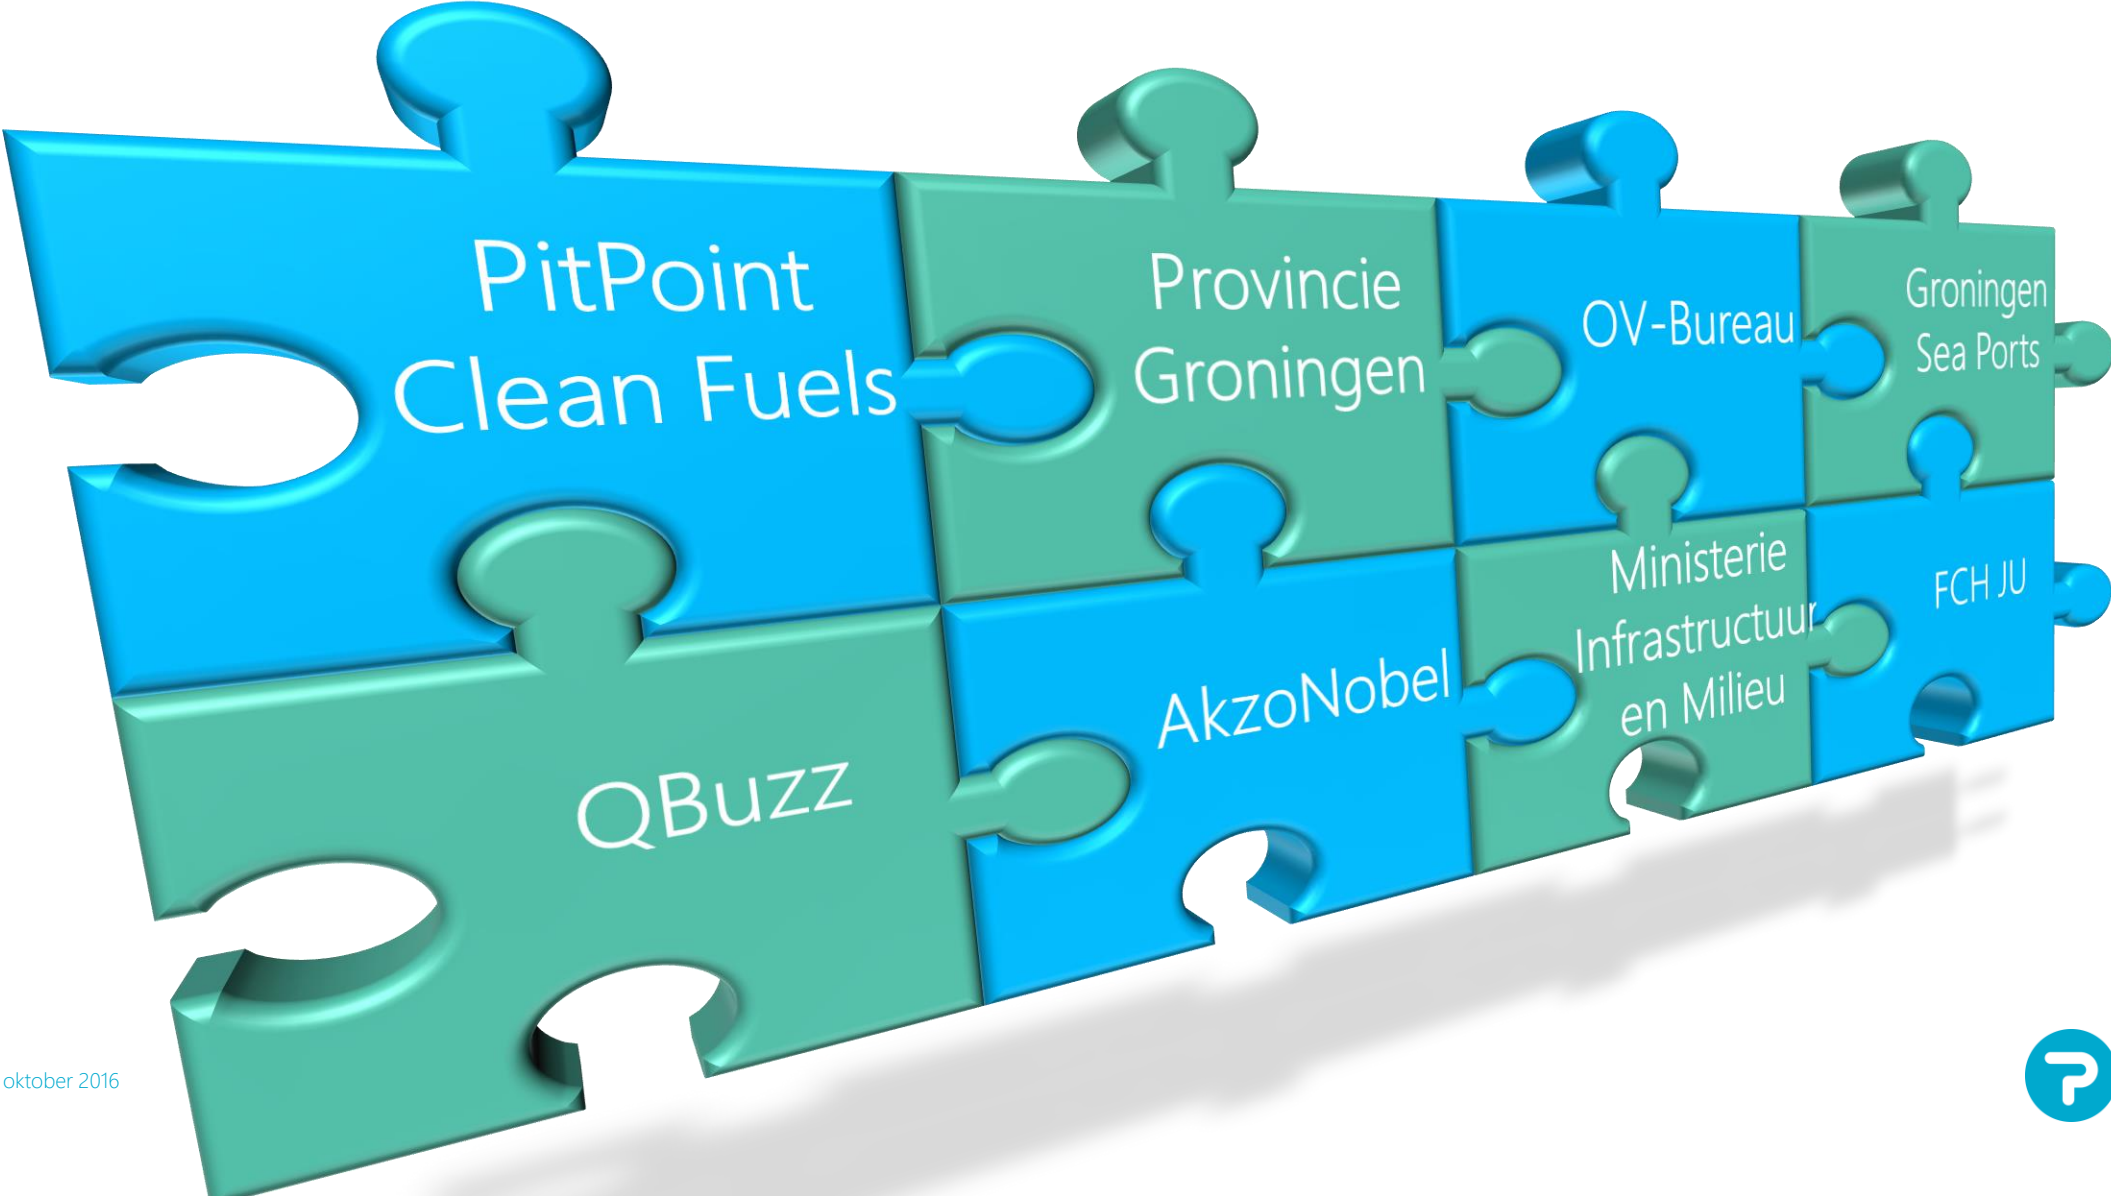 PitPoint
Clean Fuels
Provincie
Groningen
OV-Bureau
Groningen
Sea Ports
QBuzz
AkzoNobel
Ministerie
Infrastructuur
en Milieu
FCH JU
oktober 2016